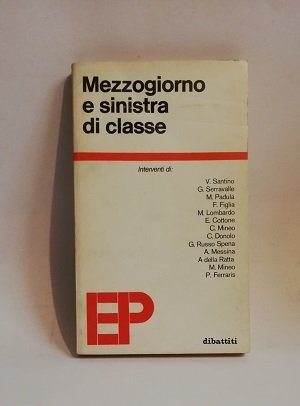 Mezzogiorno
e sinistra
di classe
Interventi di:
V. Santino
G. Serravalle
M. Padula
F. Figlia
M. Lombardo
E. Cottone
C. Mineo
C. Donolo
G. Russo Spena
A. Messina
A della Ratta
M. Mineo
P. Ferraris
EP
dibattiti